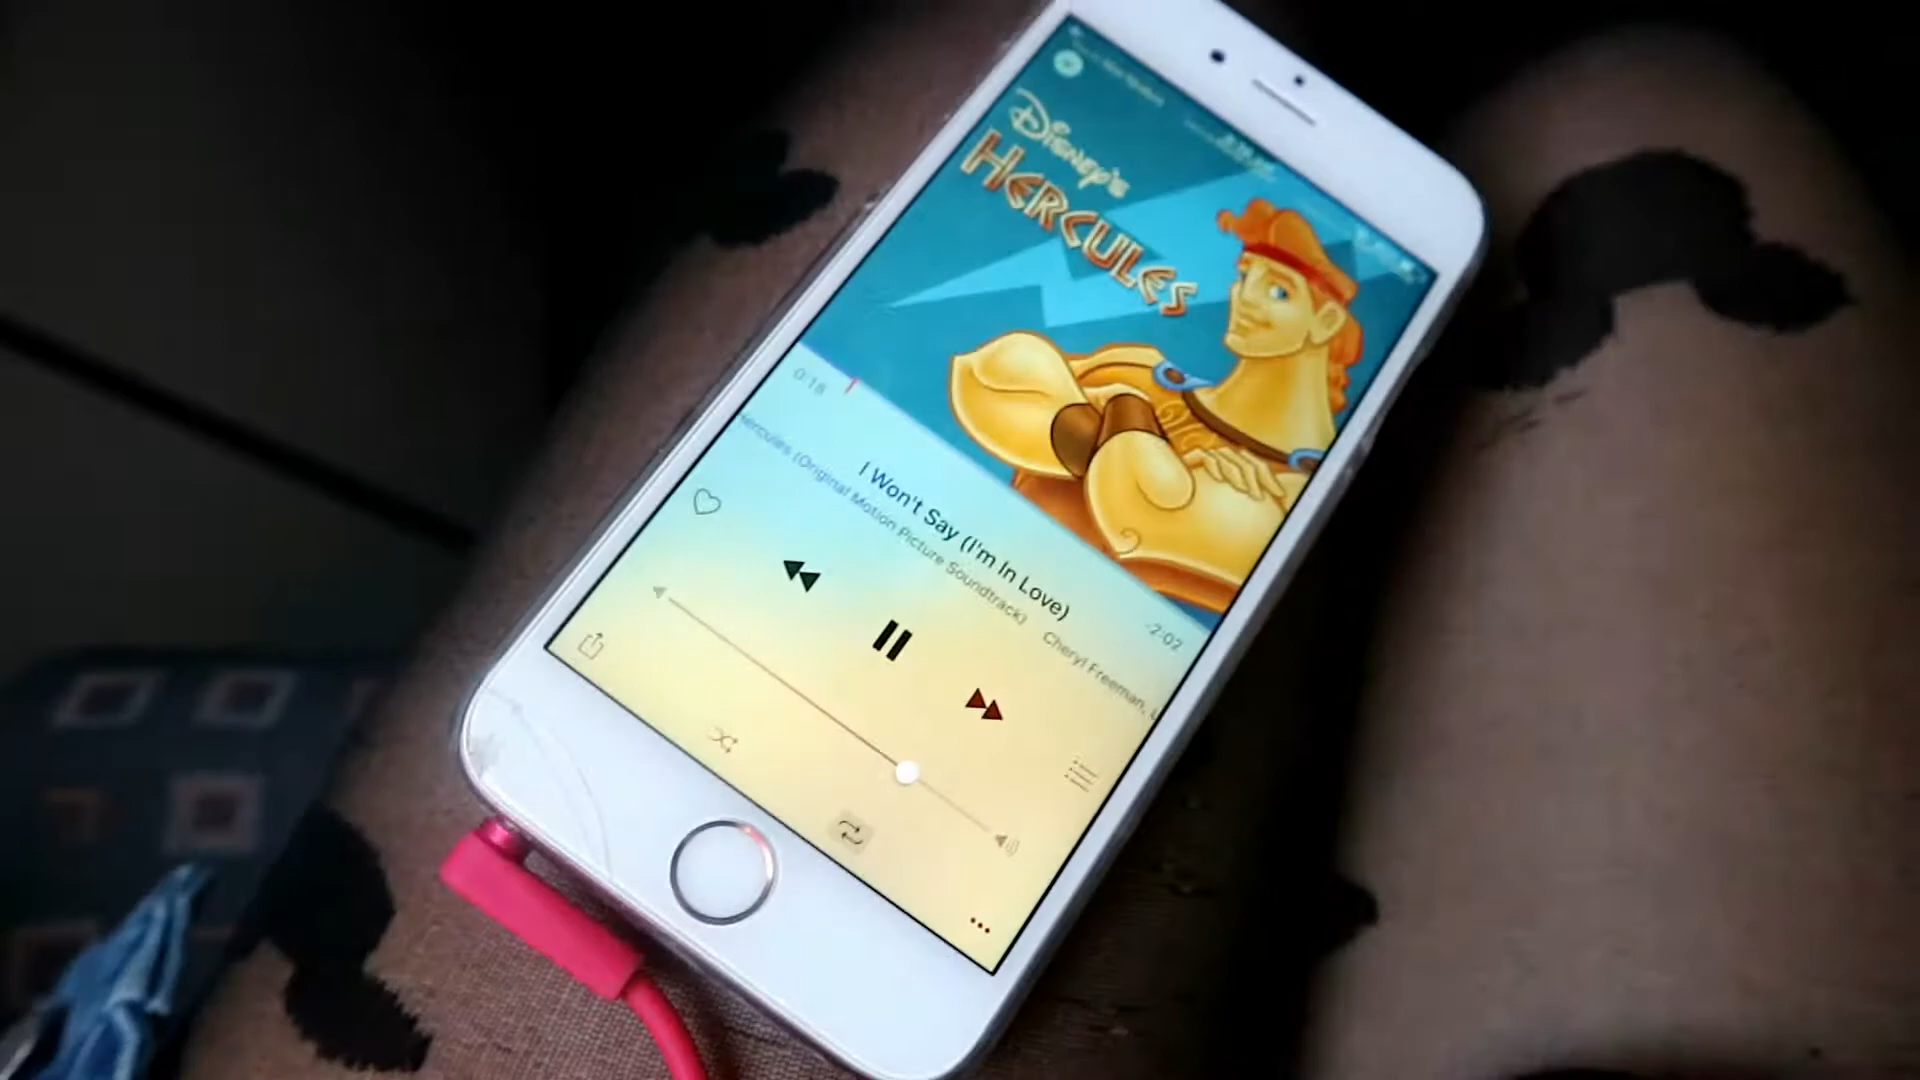 Disney's
HERCULES
0:18
-2:02
I Won't Say (I'm In Love)
Hercules (Original Motion Picture Soundtrack) Cheryl Freeman, L